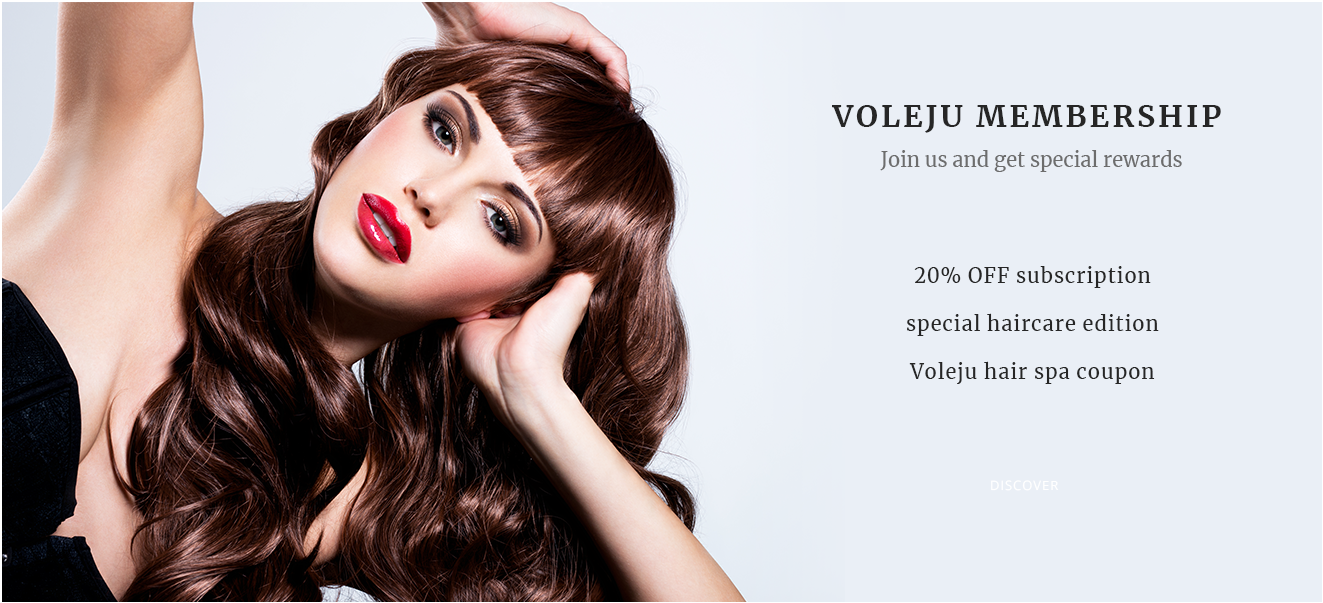 VOLEJU MEMBERSHIP
Join us and get special rewards
20% OFF subscription
special haircare edition
Voleju hair spa coupon
DISCOVER